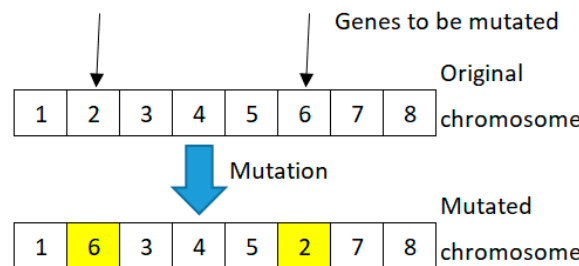 Genes to be mutated
Original
1 2 3 4 5 6 7 8 chromosome
Mutation
Mutated
1 6 3 4 5 2 7 8 chromosome